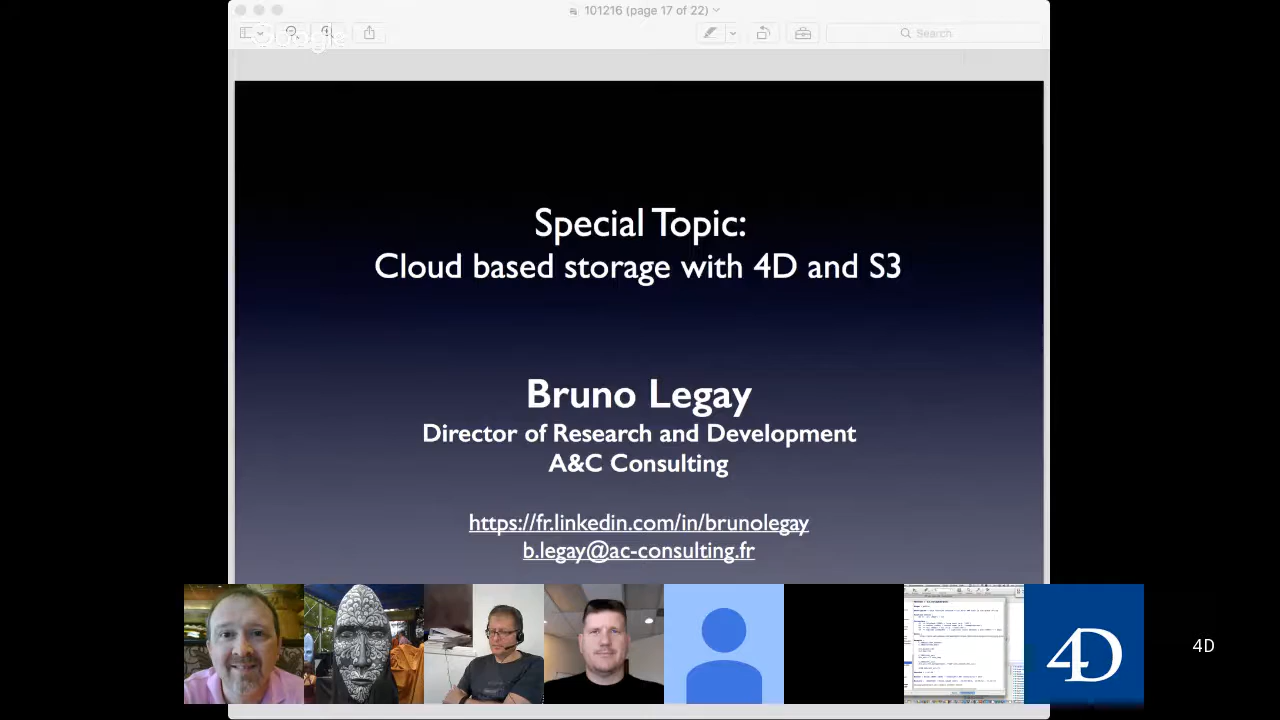 101216 (page 17 of 22)
Google
Search
Special Topic:
Cloud based storage with 4D and S3
Bruno Legay
Director of Research and Development
A&C Consulting
https://fr.linkedin.com/in/brunolegay
b.legay@ac-consulting.fr
4D
4D